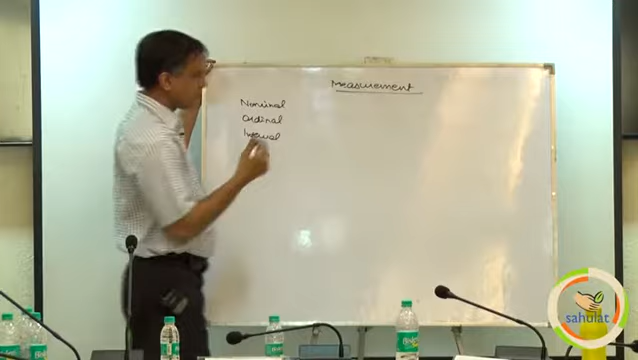 Measurement
Nominal
Ordinal
Interval
sahulat